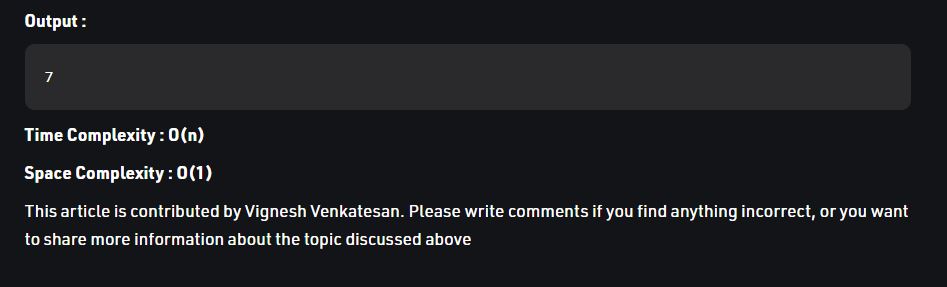 Output :
7
Time Complexity : O(n)
Space Complexity : O(1)
This article is contributed by Vignesh Venkatesan. Please write comments if you find anything incorrect, or you want
to share more information about the topic discussed above